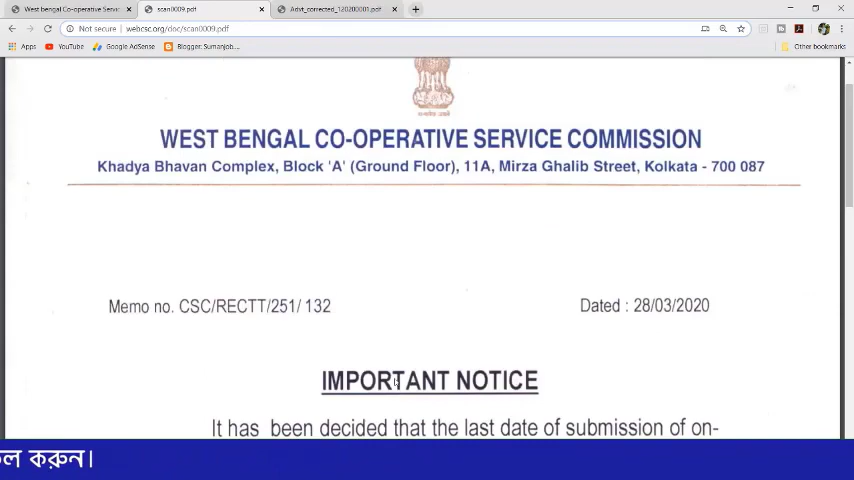 West bengal Co-operative Servic
scan0009.pdf
Advt_corrected_120200001.pdf
Not secure | webcsc.org/doc/scan0009.pdf
Apps
YouTube
Google AdSense
Blogger: Sumanjob....
Other bookmarks
WEST BENGAL CO-OPERATIVE SERVICE COMMISSION
Khadya Bhavan Complex, Block 'A' (Ground Floor), 11A, Mirza Ghalib Street, Kolkata - 700 087
Memo no. CSC/RECTT/251/ 132
Dated : 28/03/2020
IMPORTANT NOTICE
It has been decided that the last date of submission of on-
করুন।